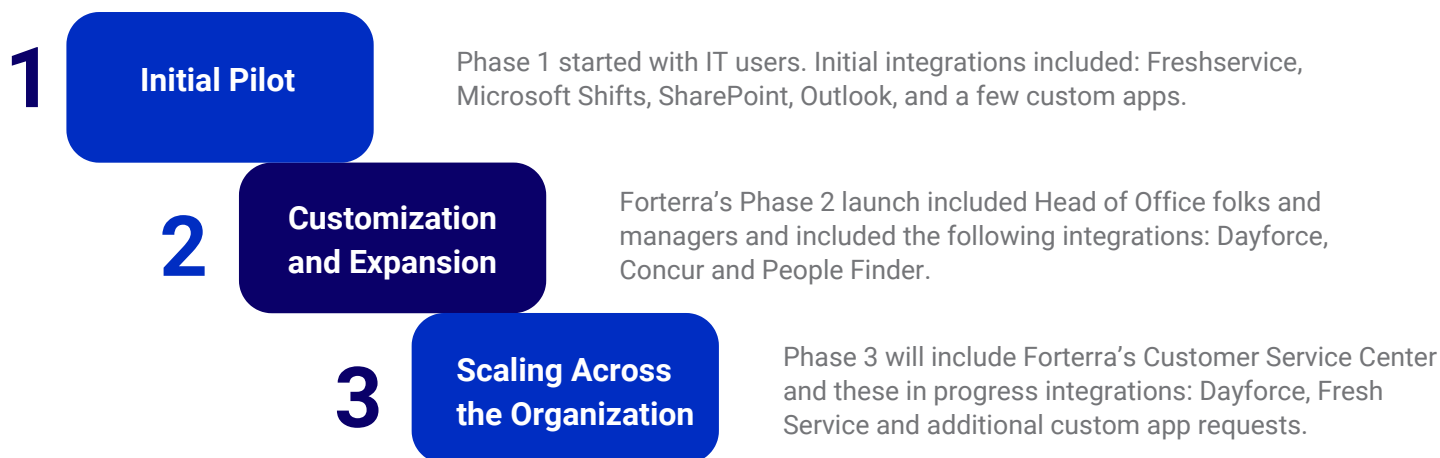 1
Initial Pilot
Phase 1 started with IT users. Initial integrations included: Freshservice,
Microsoft Shifts, SharePoint, Outlook, and a few custom apps.
2
Customization
and Expansion
Forterra’s Phase 2 launch included Head of Office folks and
managers and included the following integrations: Dayforce,
Concur and People Finder.
3
Scaling Across
the Organization
Phase 3 will include Forterra’s Customer Service Center
and these in progress integrations: Dayforce, Fresh
Service and additional custom app requests.